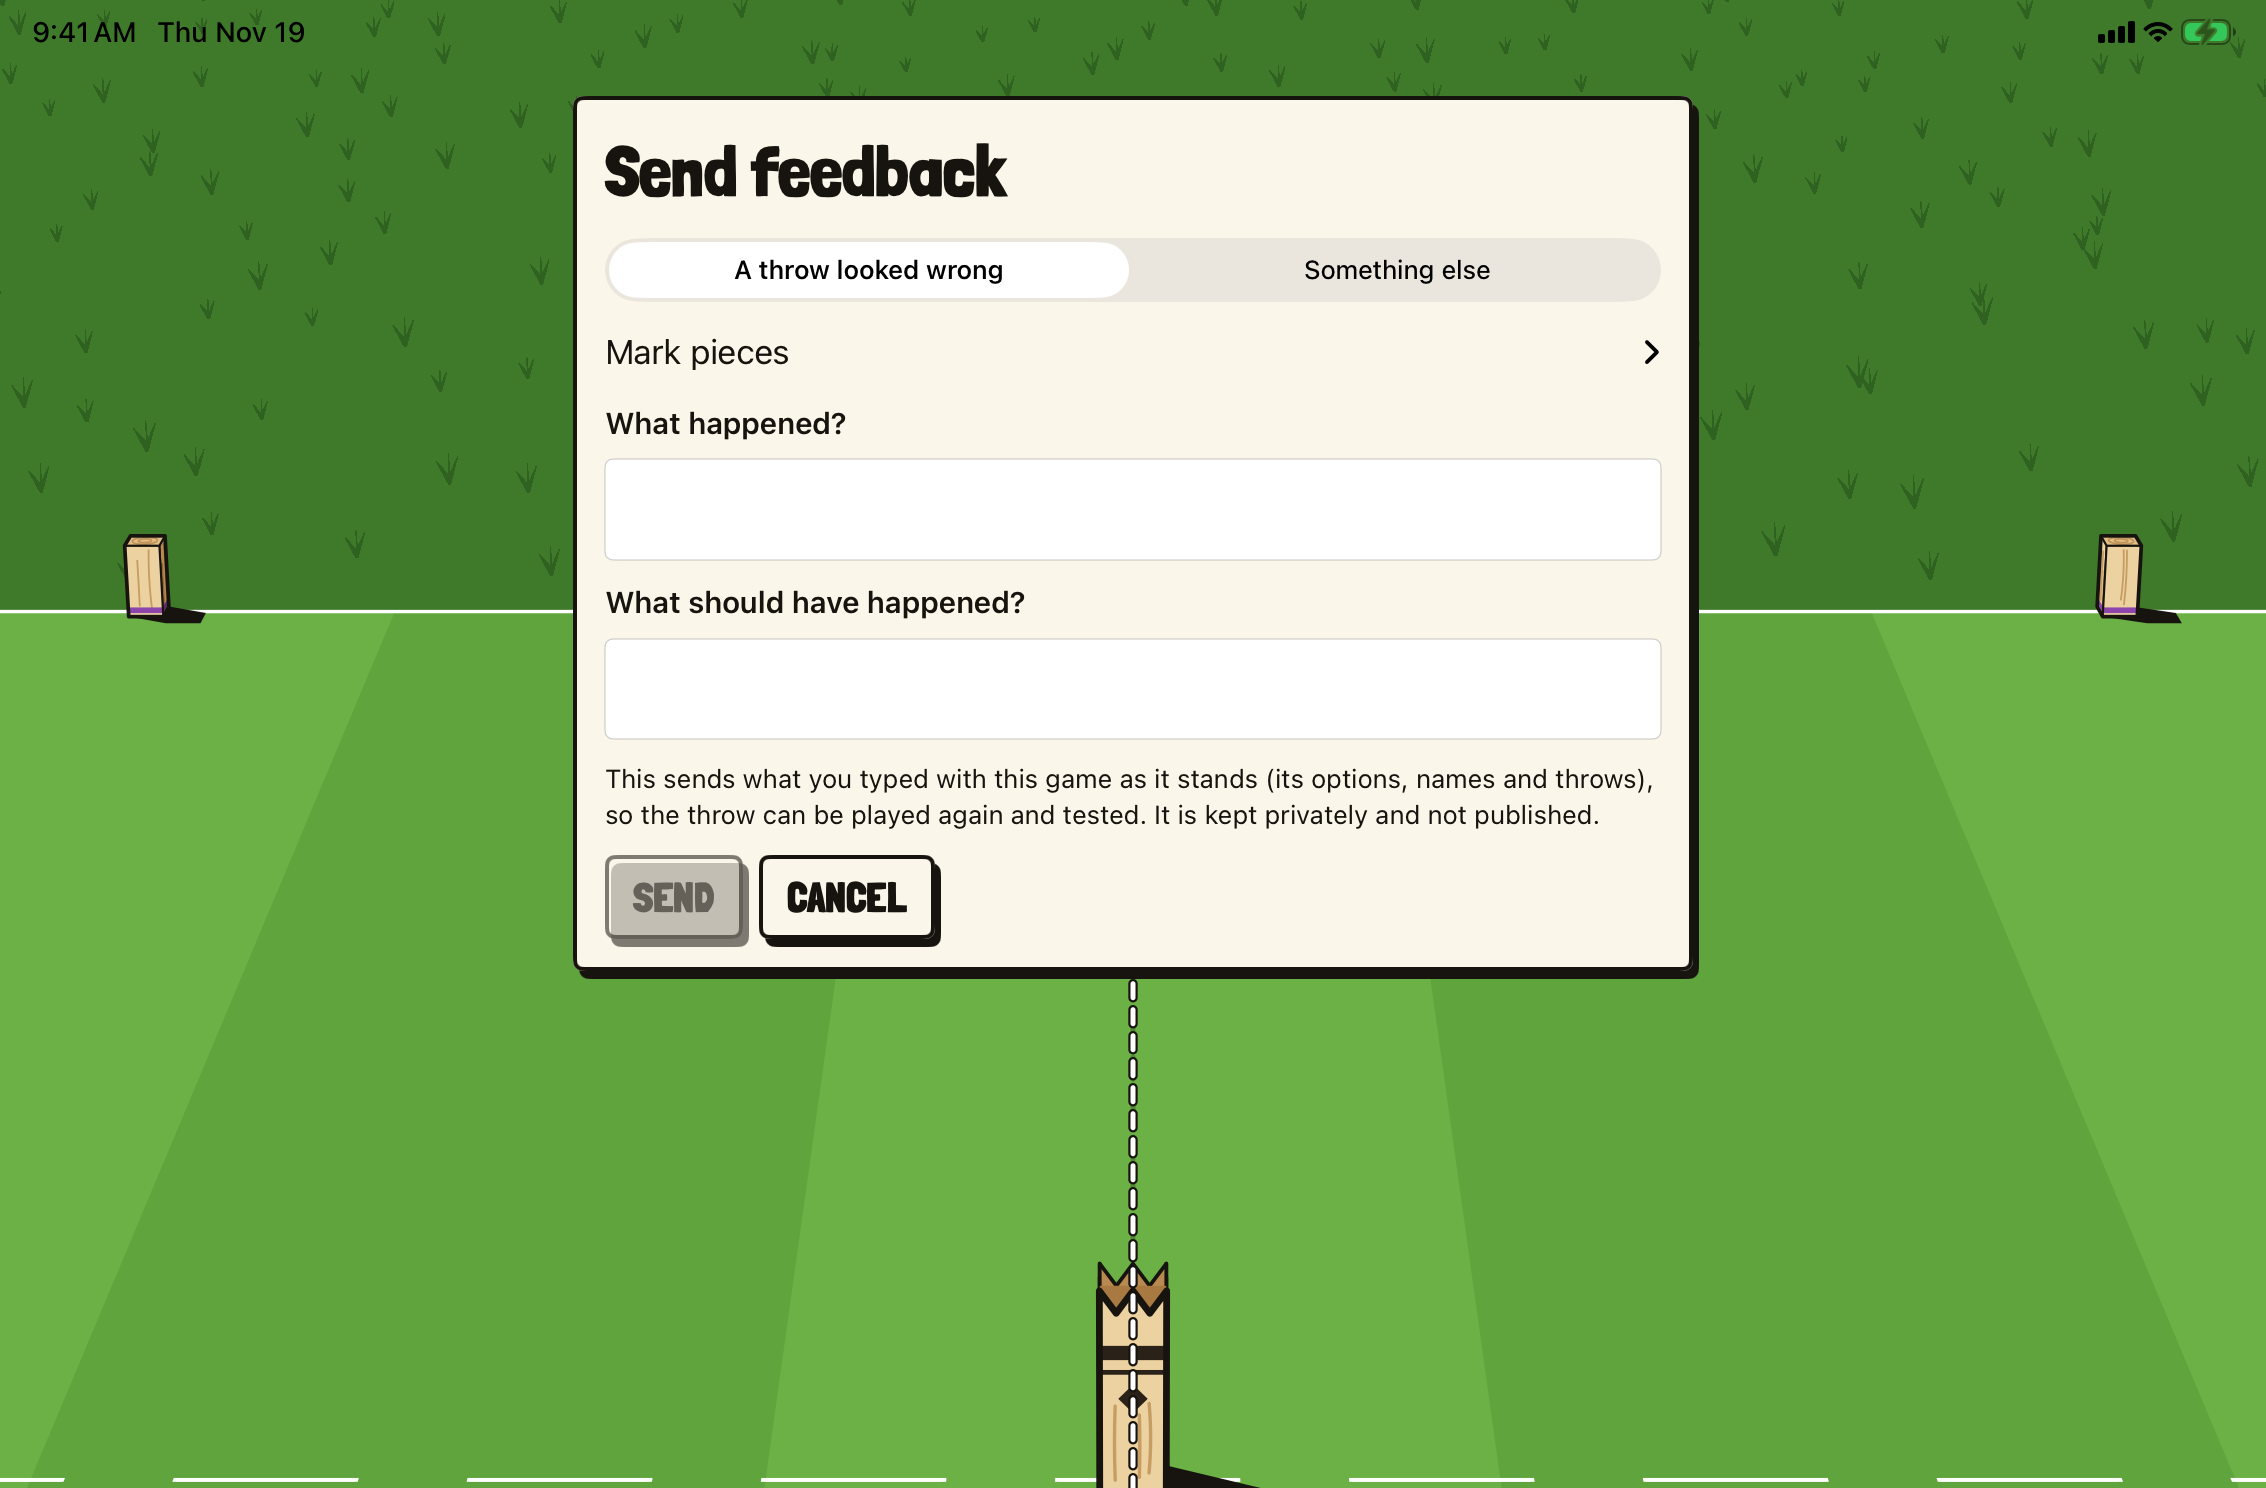 9:41 AM Thu Nov 19
Send feedback
A throw looked wrong
Something else
Mark pieces
What happened?
What should have happened?
This sends what you typed with this game as it stands (its options, names and throws),
so the throw can be played again and tested. It is kept privately and not published.
SEND
CANCEL